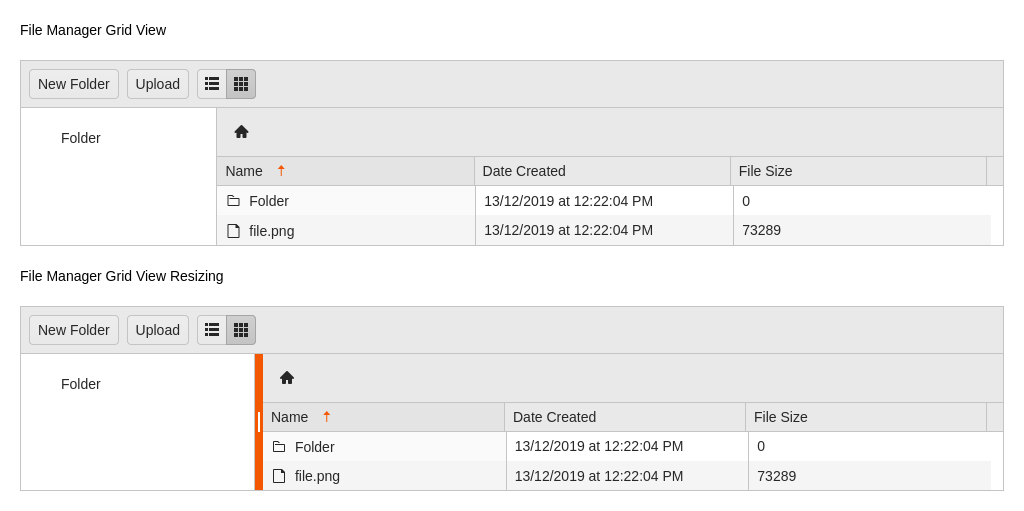 File Manager Grid View
New Folder Upload
Folder
Name Date Created File Size
Folder 13/12/2019 at 12:22:04 PM 0
file.png 13/12/2019 at 12:22:04 PM 73289
File Manager Grid View Resizing
New Folder Upload
Folder
Name Date Created File Size
Folder 13/12/2019 at 12:22:04 PM 0
file.png 13/12/2019 at 12:22:04 PM 73289